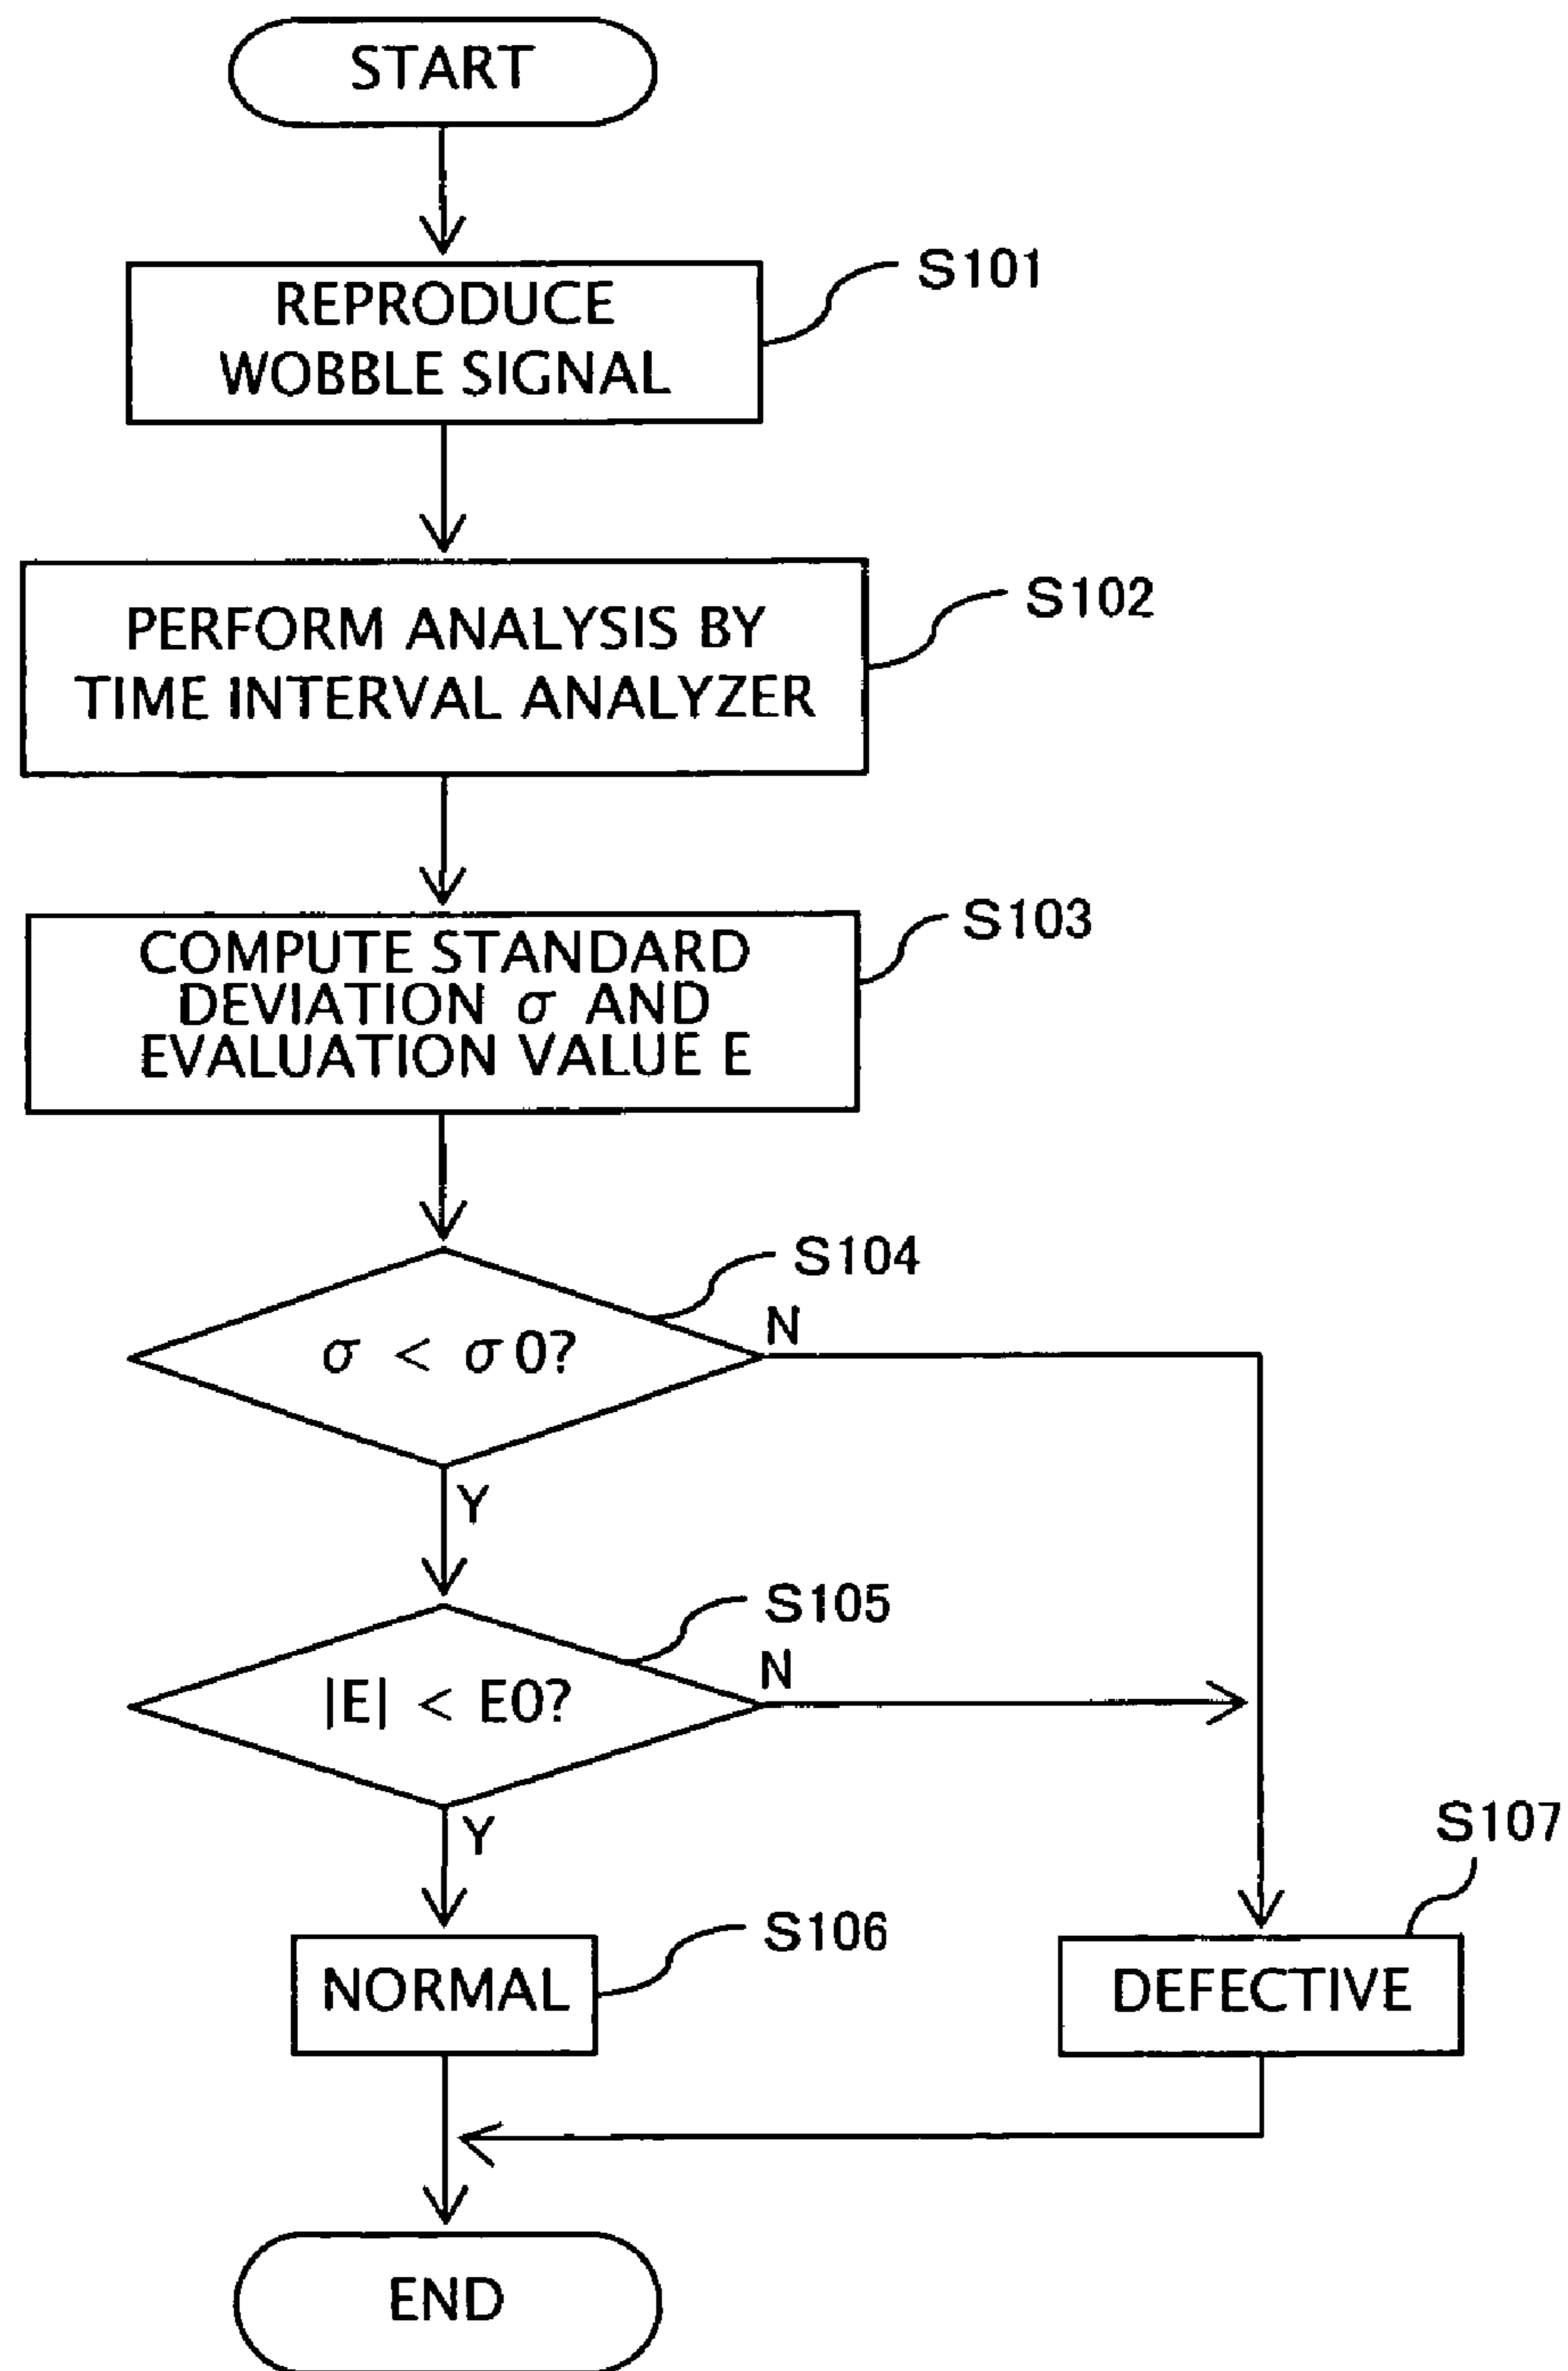 START
S101
REPRODUCE
WOBBLE SIGNAL
S102
PERFORM ANALYSIS BY
TIME INTERVAL ANALYZER
S103
COMPUTE STANDARD
DEVIATION σ AND
EVALUATION VALUE E
S104
σ < σ0?
N
Y
S105
|E| < E0?
N
Y
S106
NORMAL
S107
DEFECTIVE
END